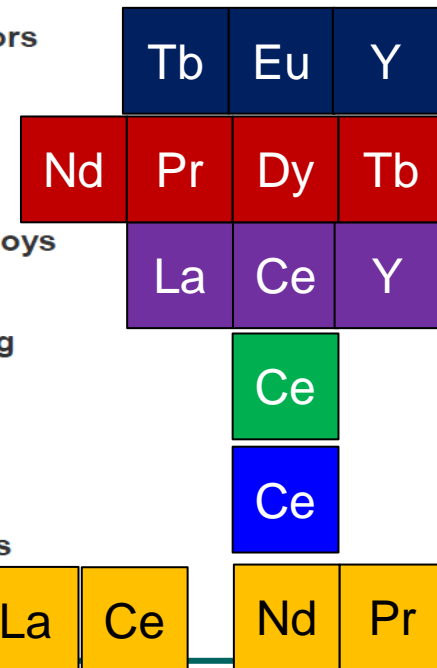 ors
Tb Eu Y
Nd Pr Dy Tb
oys
La Ce Y
g
Ce
Ce
s
La Ce Nd Pr